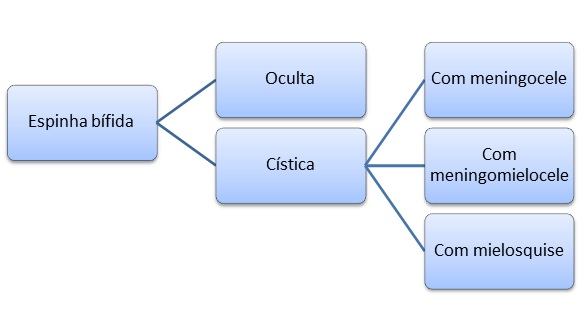 Espinha bífida
Oculta
Cística
Com meningocele
Com
meningomielocele
Com mielosquise